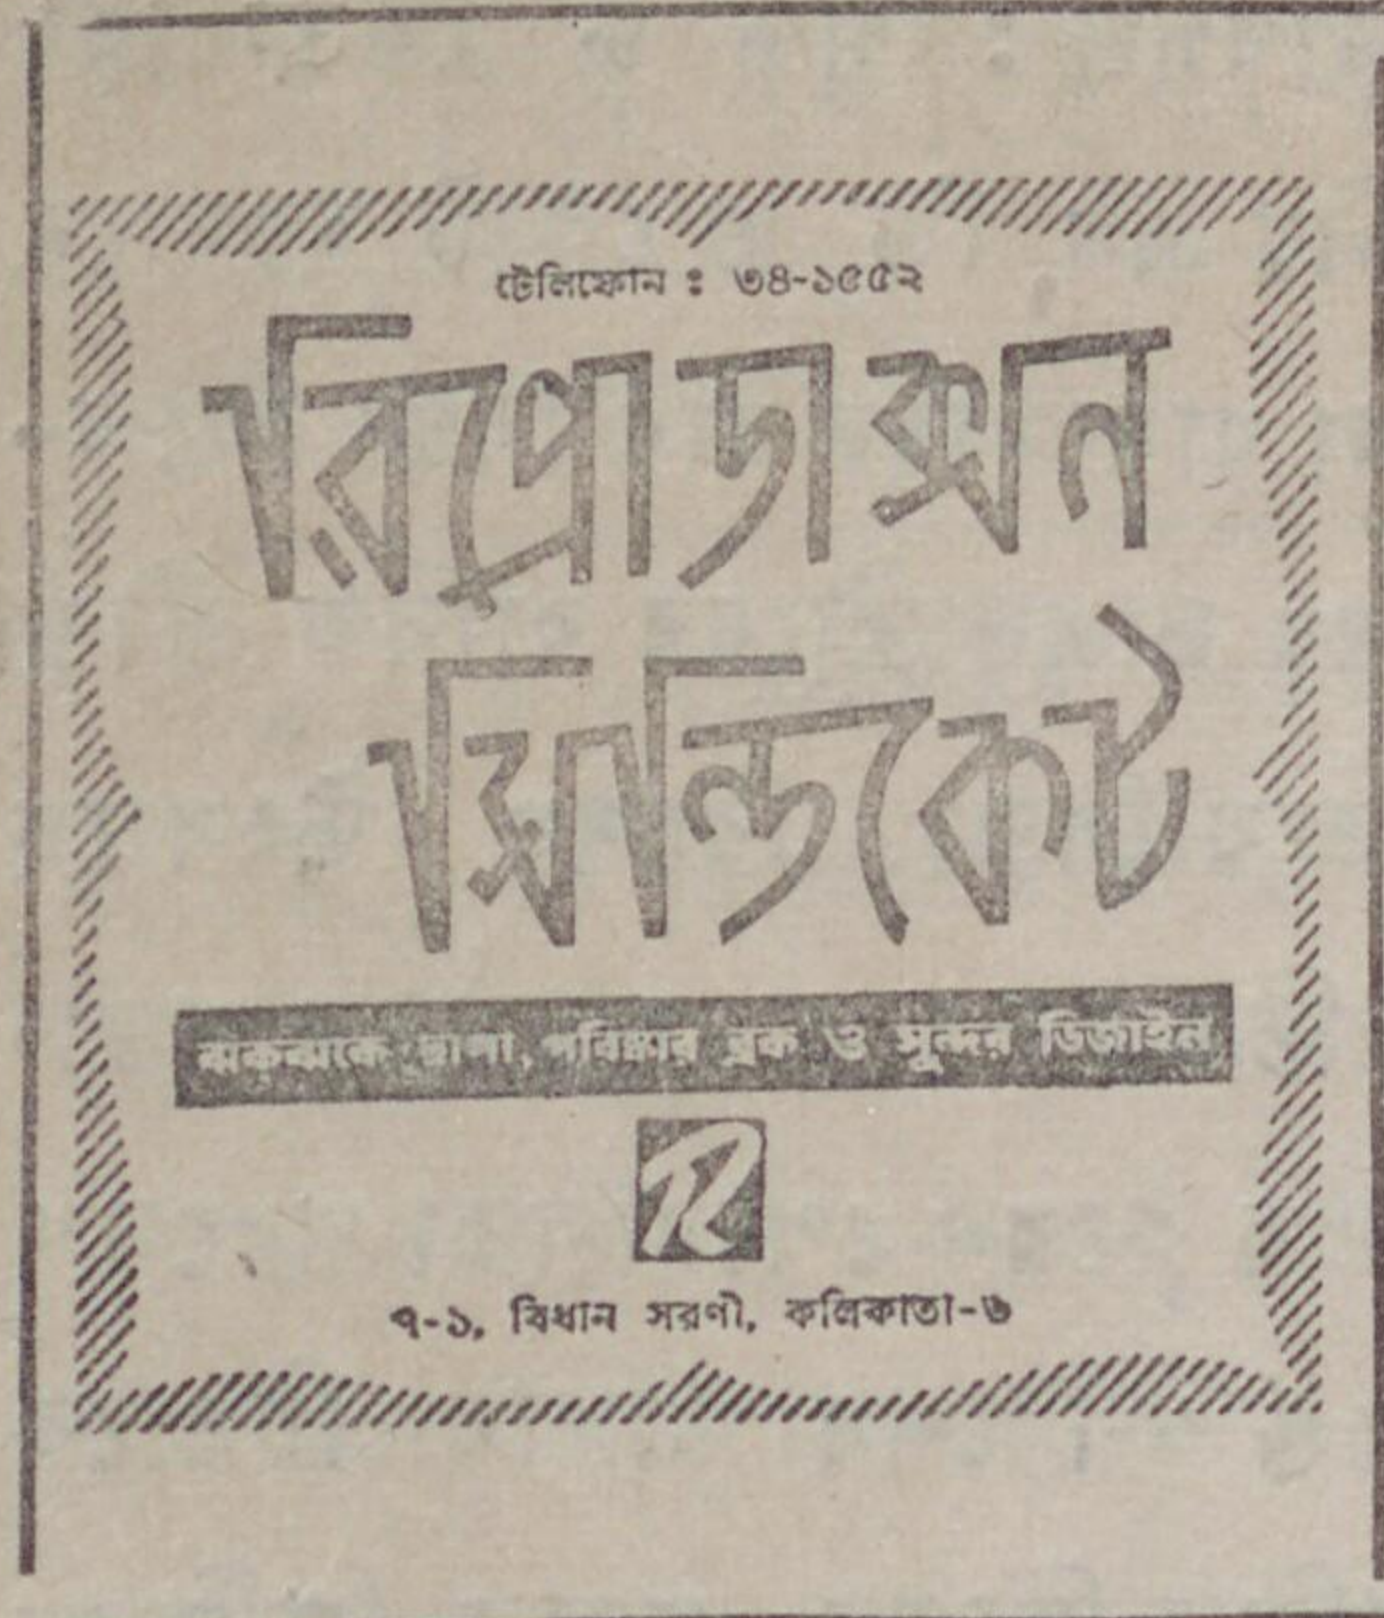 টেলিফোন : ৩৪-১৫৫২
রিপ্রোডাক্সন
সিন্ডিকেট
ঝকঝকে ছাপা, পরিষ্কার ব্লক ও সুন্দর ডিজাইন
R
৭-১, বিধান সরণী, কলিকাতা-৬